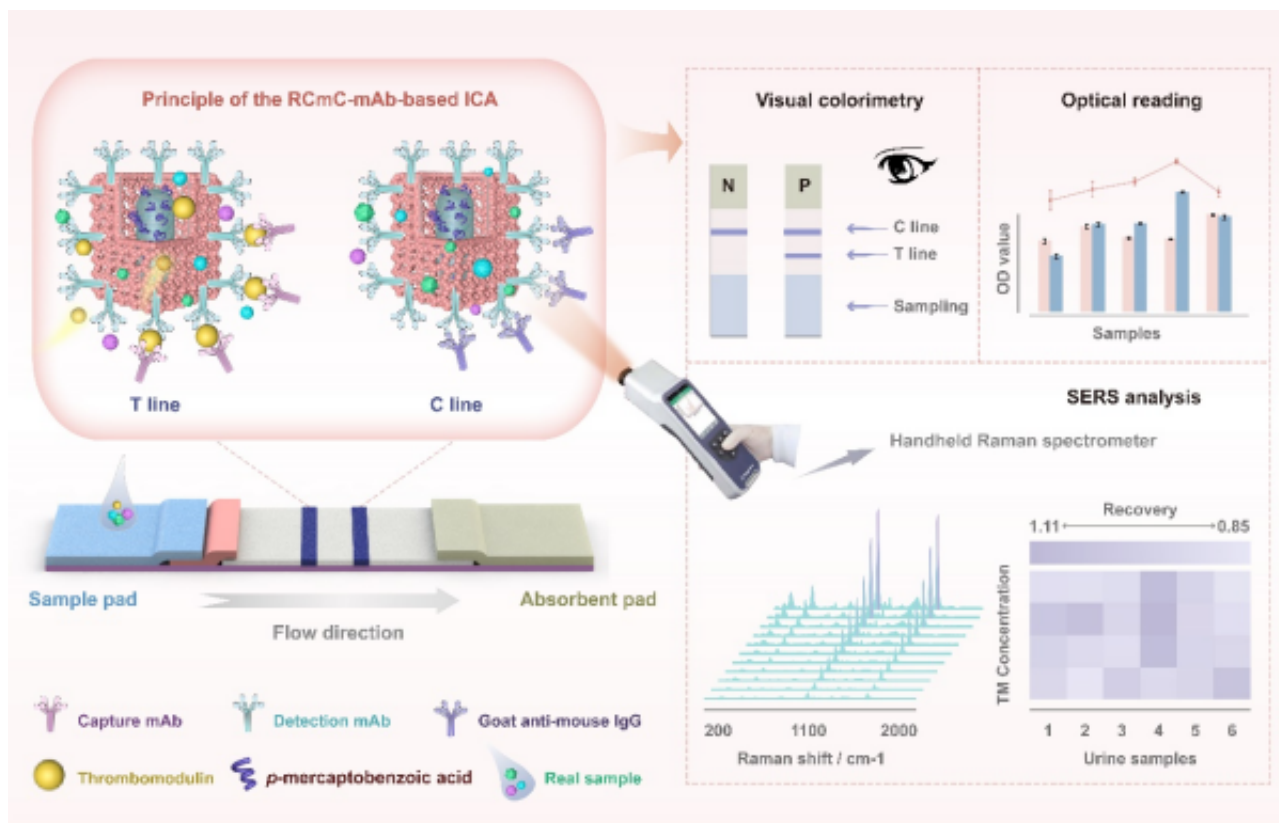 Principle of the RCmC-mAb-based ICA
T line
C line
Sample pad
Absorbent pad
Flow direction
Capture mAb
Detection mAb
Goat anti-mouse IgG
Thrombomodulin
p-mercaptobenzoic acid
Real sample
Visual colorimetry
N
P
C line
T line
Sampling
Optical reading
OD value
Samples
SERS analysis
Handheld Raman spectrometer
200 1100 2000
Raman shift / cm-1
Recovery
1.11 0.85
TM Concentration
1 2 3 4 5 6
Urine samples